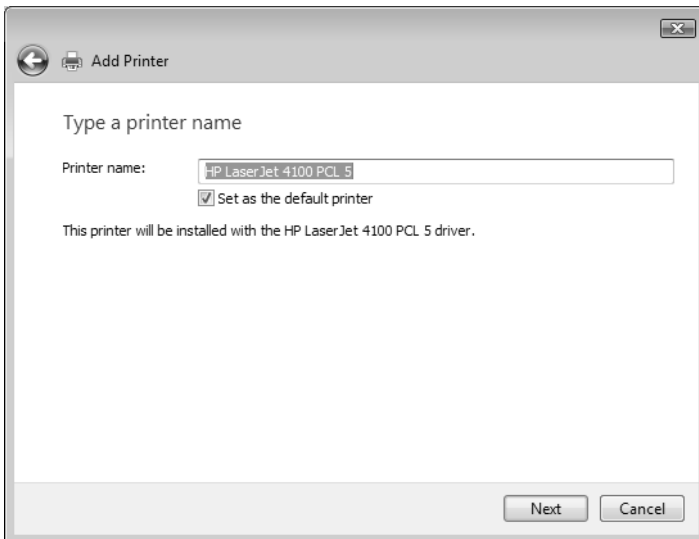 Add Printer
Type a printer name
Printer name: HP LaserJet 4100 PCL 5
Set as the default printer
This printer will be installed with the HP LaserJet 4100 PCL 5 driver.
Next Cancel